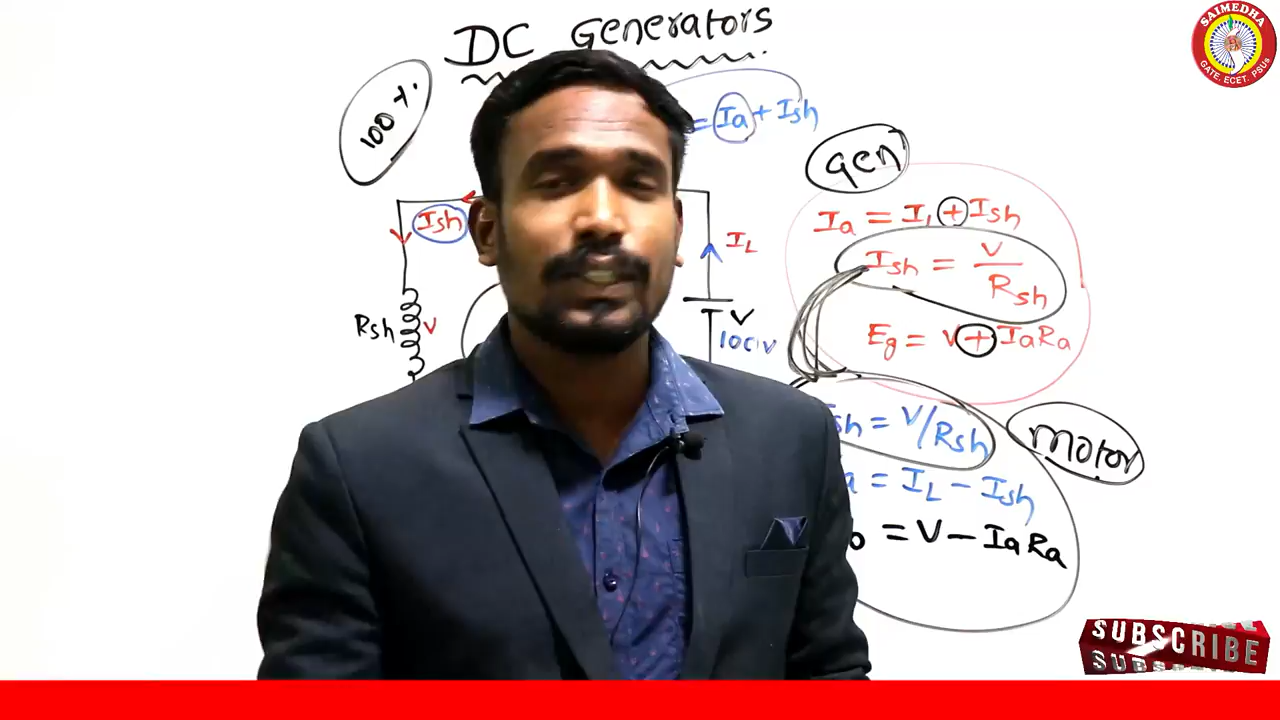 DC Generators
100%
= Ia + Ish
gen
Ia = IL + Ish
Ish = V / Rsh
Eg = V + IaRa
Ish
IL
Rsh
V
V
100V
sh = V/Rsh
motor
a = IL - Ish
b = V - IaRa
SAIMEDHA
GATE, ECET, PSUs
SUBSCRIBE